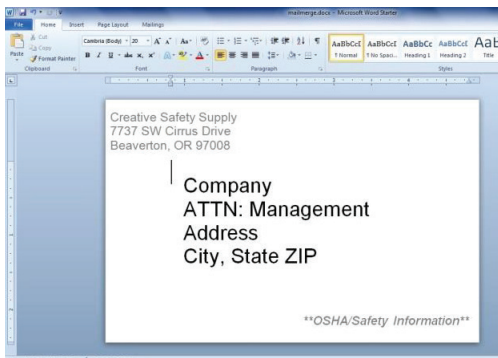 mailmerge.docx - Microsoft Word Starter
File Home Insert Page Layout Mailings
Cut
Copy
Format Painter
Paste
Cambria (Body) 20
AaBbCcI AaBbCcI AaBbCc AaBbCcI AaB
¶ Normal ¶ No Spaci... Heading 1 Heading 2 Title
Clipboard Font Paragraph Styles
Creative Safety Supply
7737 SW Cirrus Drive
Beaverton, OR 97008
Company
ATTN: Management
Address
City, State ZIP
**OSHA/Safety Information**